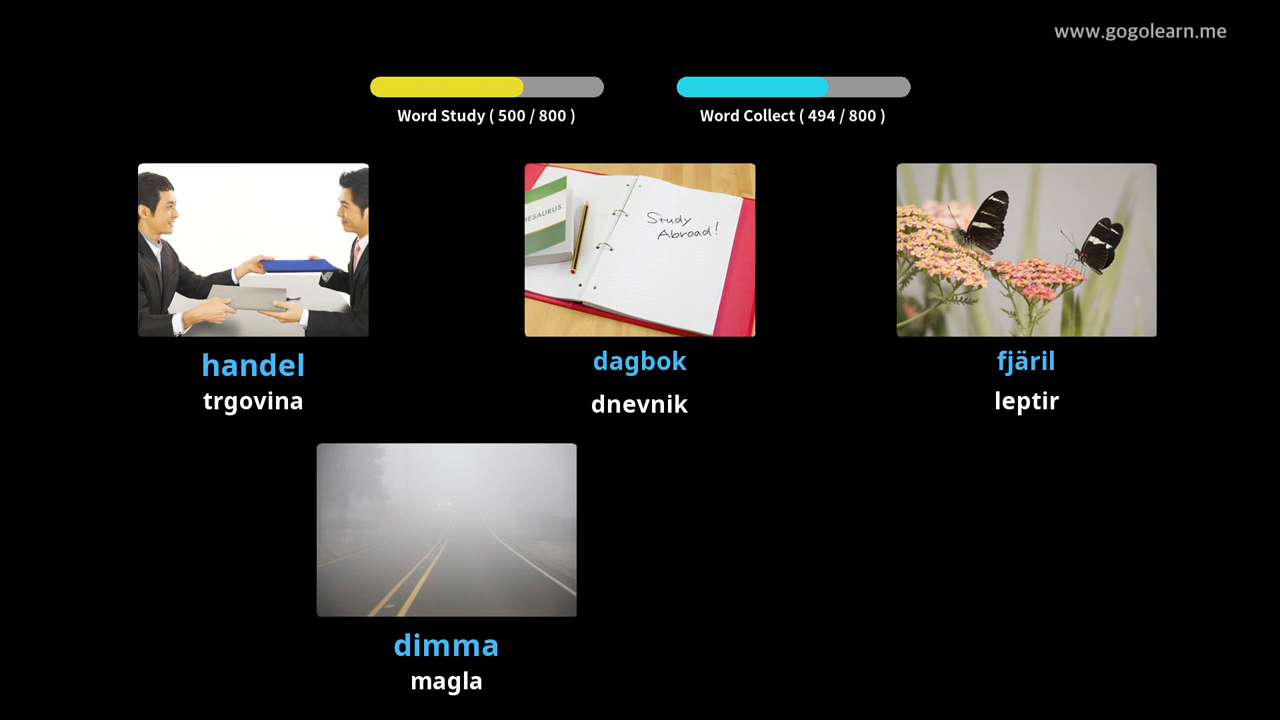 www.gogolearn.me
Word Study ( 500 / 800 )
Word Collect ( 494 / 800 )
HESAURUS
Study
Abroad!
handel
trgovina
dagbok
dnevnik
fjäril
leptir
dimma
magla